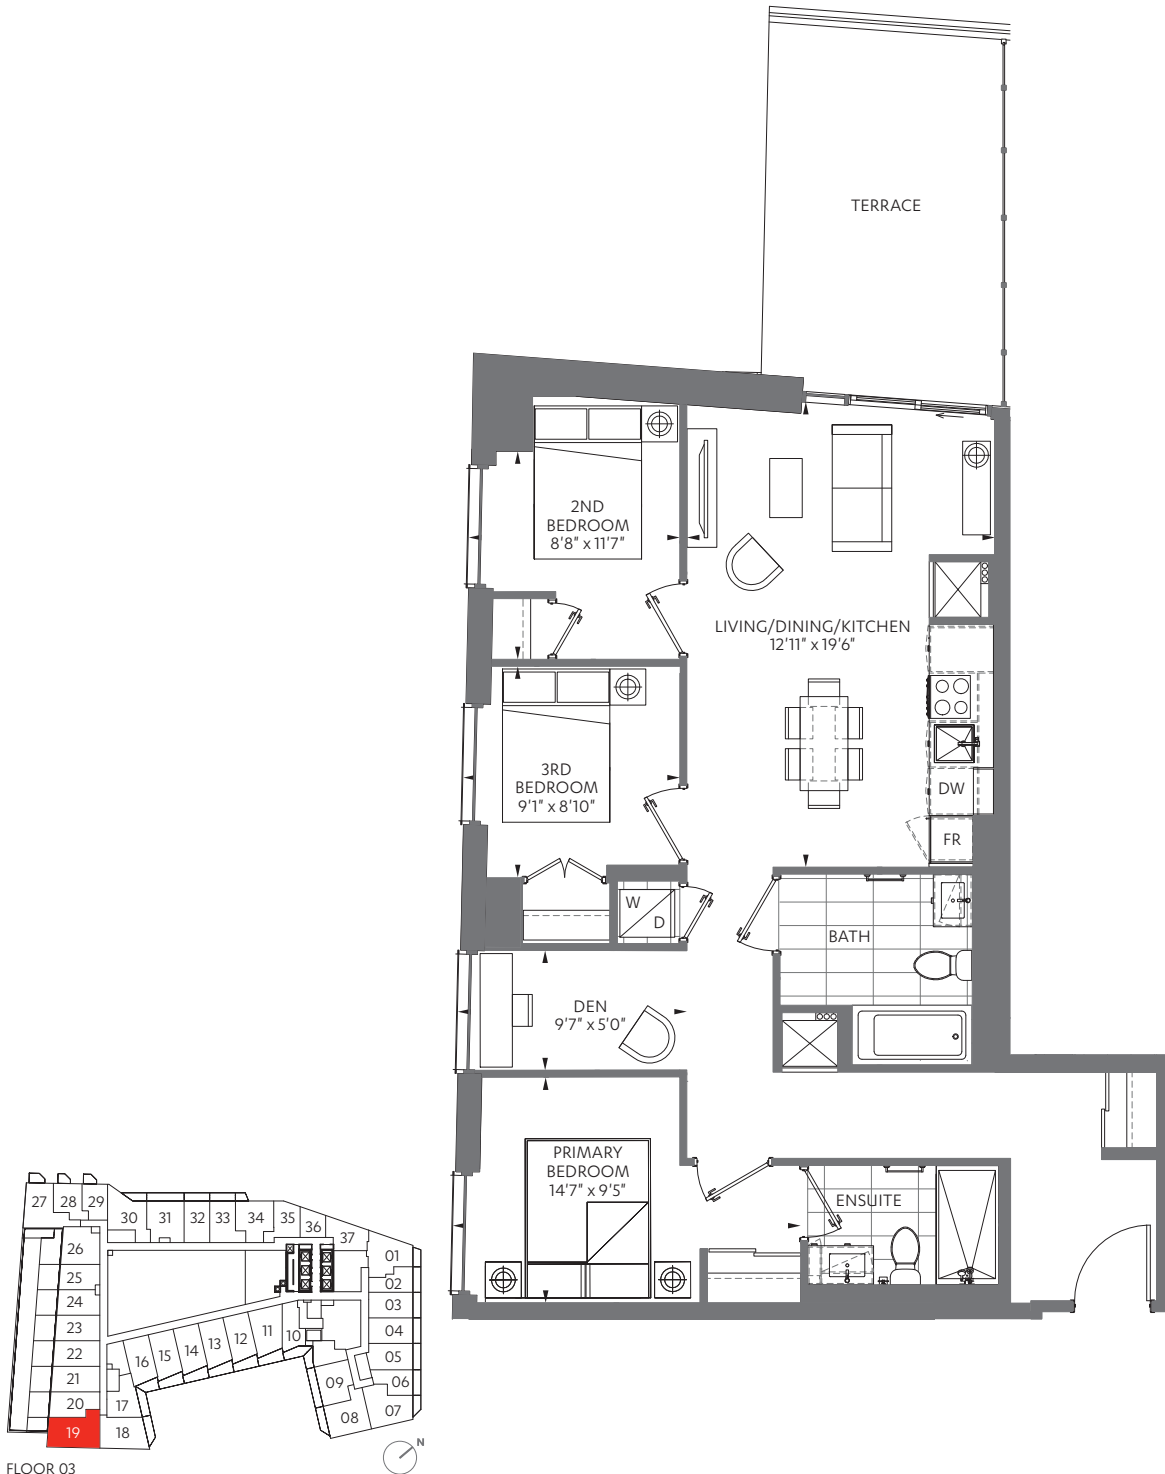 TERRACE
2ND
BEDROOM
8'8" x 11'7"
LIVING/DINING/KITCHEN
12'11" x 19'6"
3RD
BEDROOM
9'1" x 8'10"
DW
FR
W
D
BATH
DEN
9'7" x 5'0"
PRIMARY
BEDROOM
14'7" x 9'5"
ENSUITE
27 28 29
30 31 32 33 34 35 36 37
26
25
24
23
22
21
20
19
18
17
16 15 14 13 12 11 10
01
02
03
04
05
06
07
08
09
N
FLOOR 03